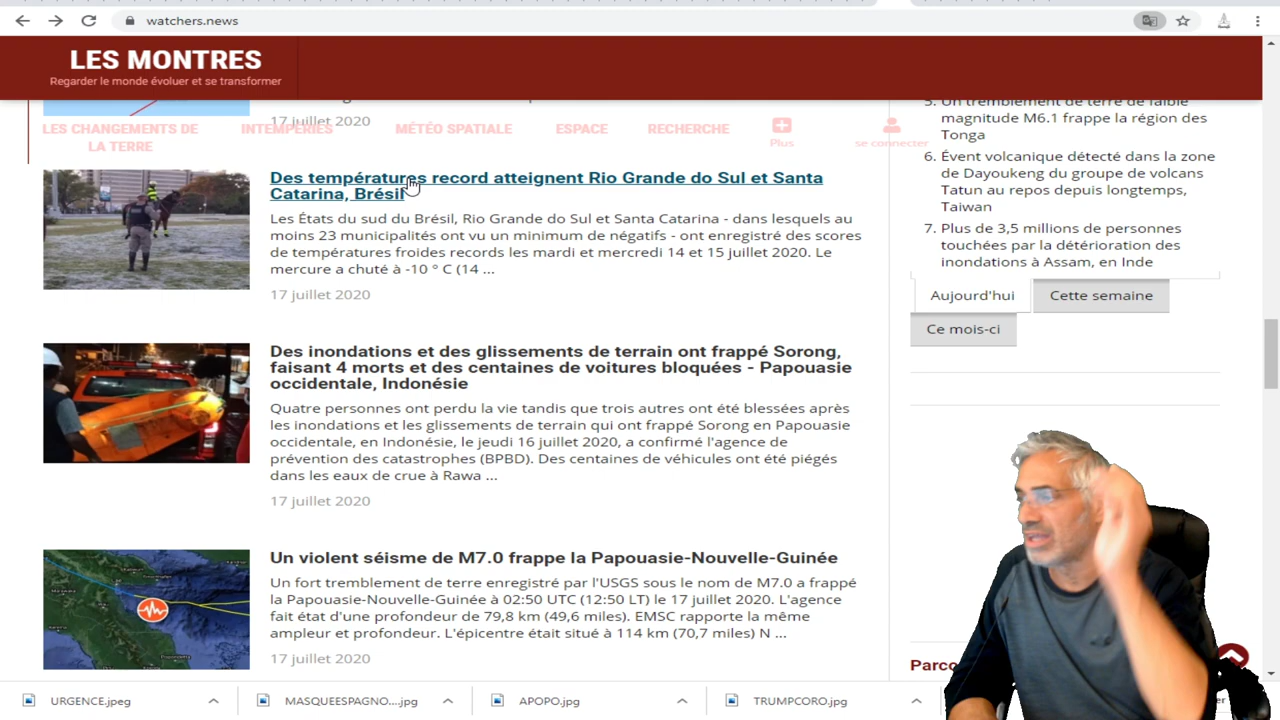 watchers.news
LES MONTRES
Regarder le monde évoluer et se transformer
17 juillet 2020
LES CHANGEMENTS DE
LA TERRE
INTEMPÉRIES
MÉTÉO SPATIALE
ESPACE
RECHERCHE
Plus
se connecter
Des températures record atteignent Rio Grande do Sul et Santa
Catarina, Brésil
Les États du sud du Brésil, Rio Grande do Sul et Santa Catarina - dans lesquels au
moins 23 municipalités ont vu un minimum de négatifs - ont enregistré des scores
de températures froides records les mardi et mercredi 14 et 15 juillet 2020. Le
mercure a chuté à -10 ° C (14 ...
17 juillet 2020
Des inondations et des glissements de terrain ont frappé Sorong,
faisant 4 morts et des centaines de voitures bloquées - Papouasie
occidentale, Indonésie
Quatre personnes ont perdu la vie tandis que trois autres ont été blessées après
les inondations et les glissements de terrain qui ont frappé Sorong en Papouasie
occidentale, en Indonésie, le jeudi 16 juillet 2020, a confirmé l'agence de
prévention des catastrophes (BPBD). Des centaines de véhicules ont été piégés
dans les eaux de crue à Rawa ...
17 juillet 2020
Un violent séisme de M7.0 frappe la Papouasie-Nouvelle-Guinée
Un fort tremblement de terre enregistré par l'USGS sous le nom de M7.0 a frappé
la Papouasie-Nouvelle-Guinée à 02:50 UTC (12:50 LT) le 17 juillet 2020. L'agence
fait état d'une profondeur de 79,8 km (49,6 miles). EMSC rapporte la même
ampleur et profondeur. L'épicentre était situé à 114 km (70,7 miles) N ...
17 juillet 2020
5. Un tremblement de terre de faible
magnitude M6.1 frappe la région des
Tonga
6. Évent volcanique détecté dans la zone
de Dayoukeng du groupe de volcans
Tatun au repos depuis longtemps,
Taiwan
7. Plus de 3,5 millions de personnes
touchées par la détérioration des
inondations à Assam, en Inde
Aujourd'hui
Cette semaine
Ce mois-ci
Parco
URGENCE.jpeg
MASQUEESPAGNO....jpg
APOPO.jpg
TRUMPCORO.jpg